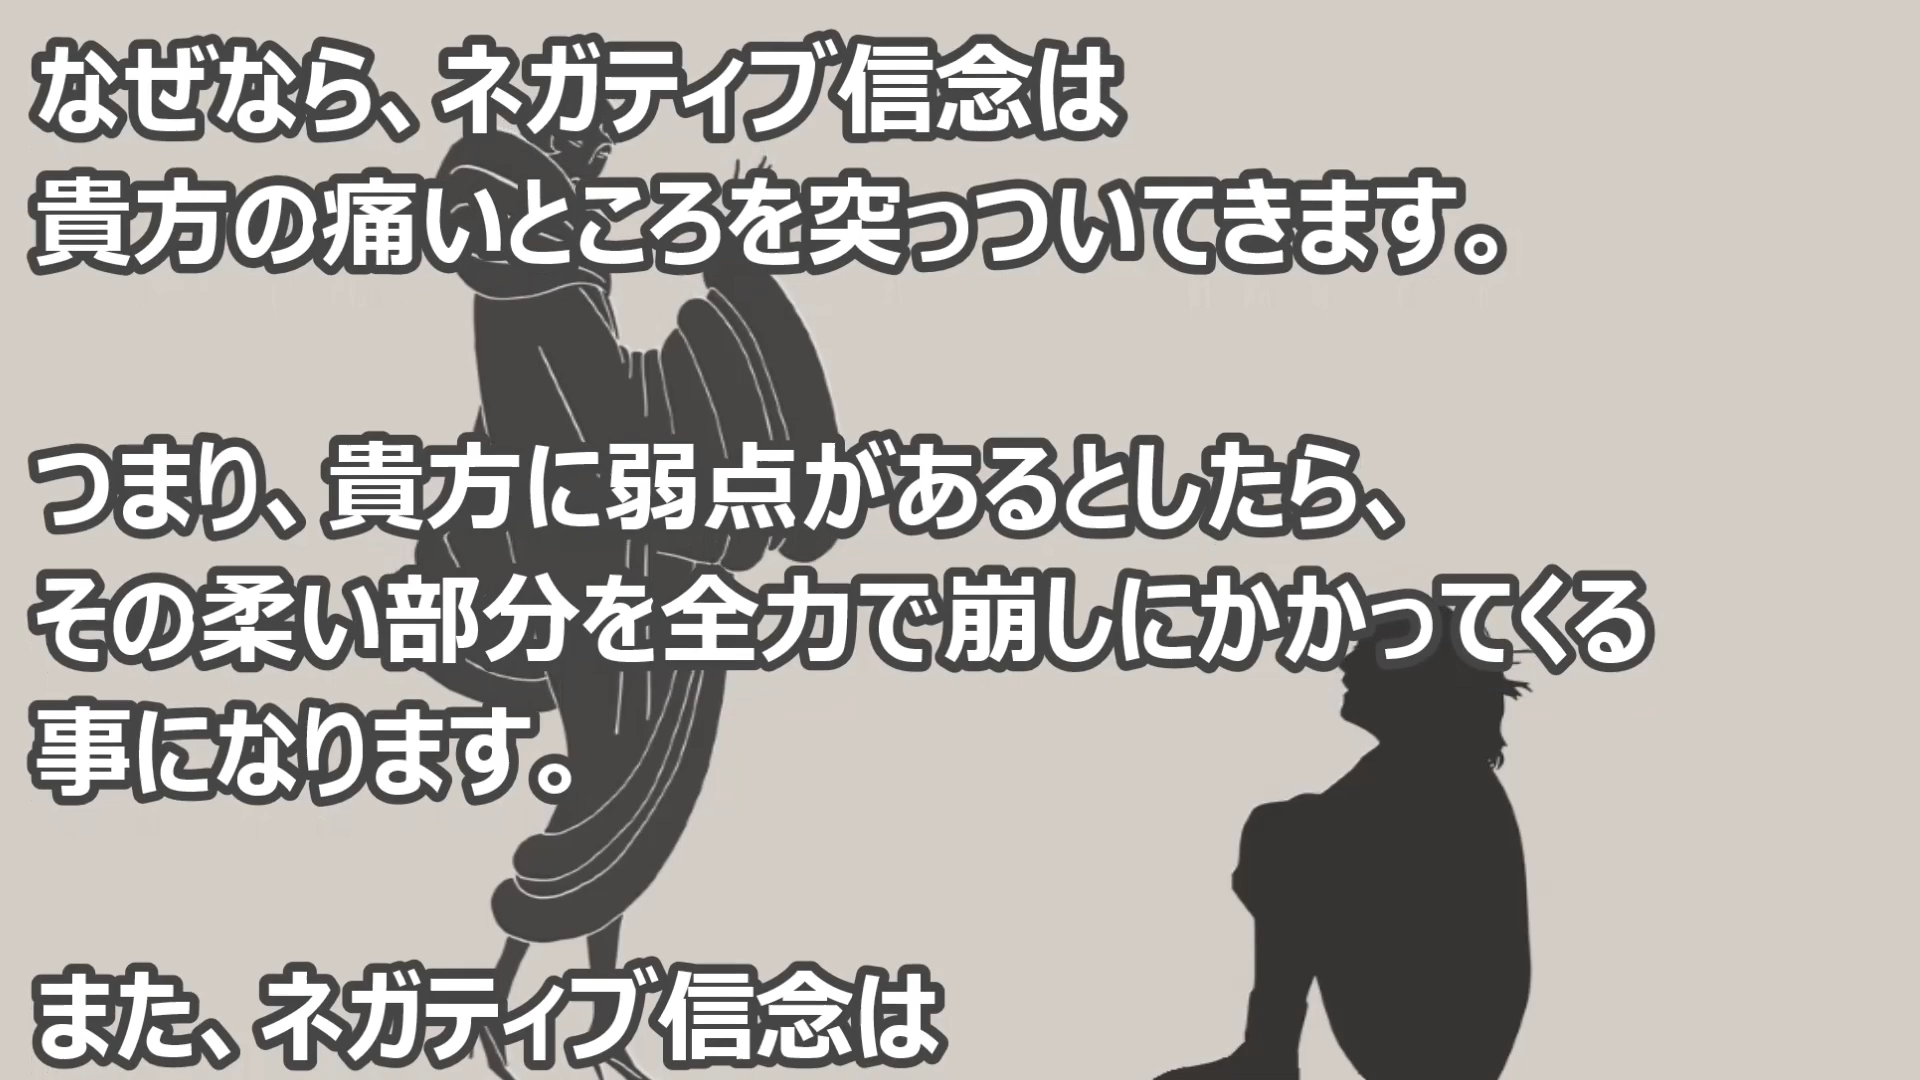 なぜなら、ネガティブ信念は
貴方の痛いところを突っついてきます。
つまり、貴方に弱点があるとしたら、
その柔い部分を全力で崩しにかかってくる
事になります。
また、ネガティブ信念は